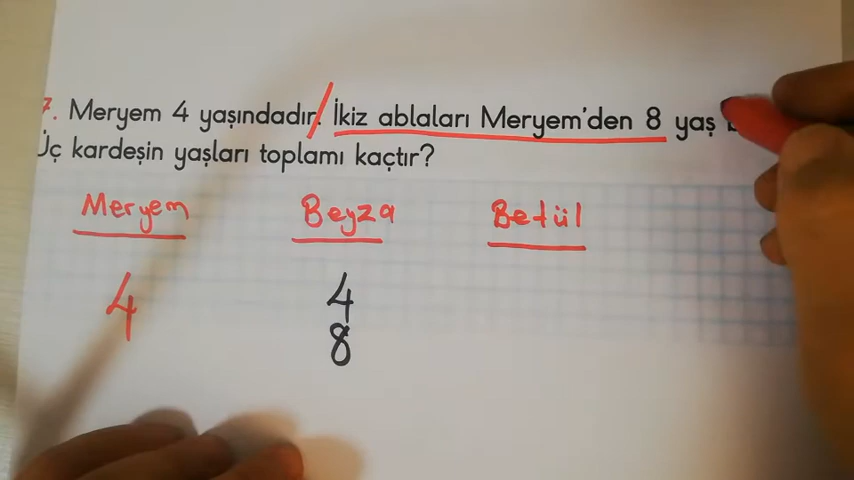 7. Meryem 4 yaşındadır. İkiz ablaları Meryem'den 8 yaş
Üç kardeşin yaşları toplamı kaçtır?
Meryem Beyza Betül
4 4
8